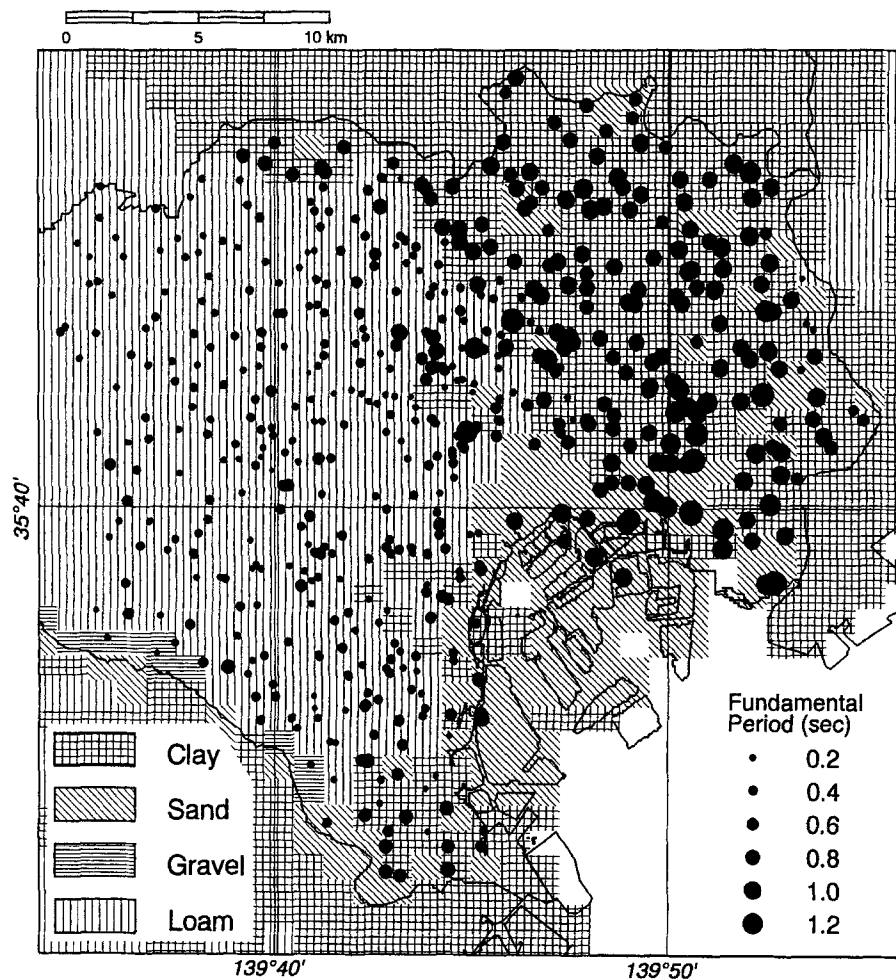 0 5 10 km
35°40'
Clay
Sand
Gravel
Loam
Fundamental
Period (sec)
0.2
0.4
0.6
0.8
1.0
1.2
139°40' 139°50'